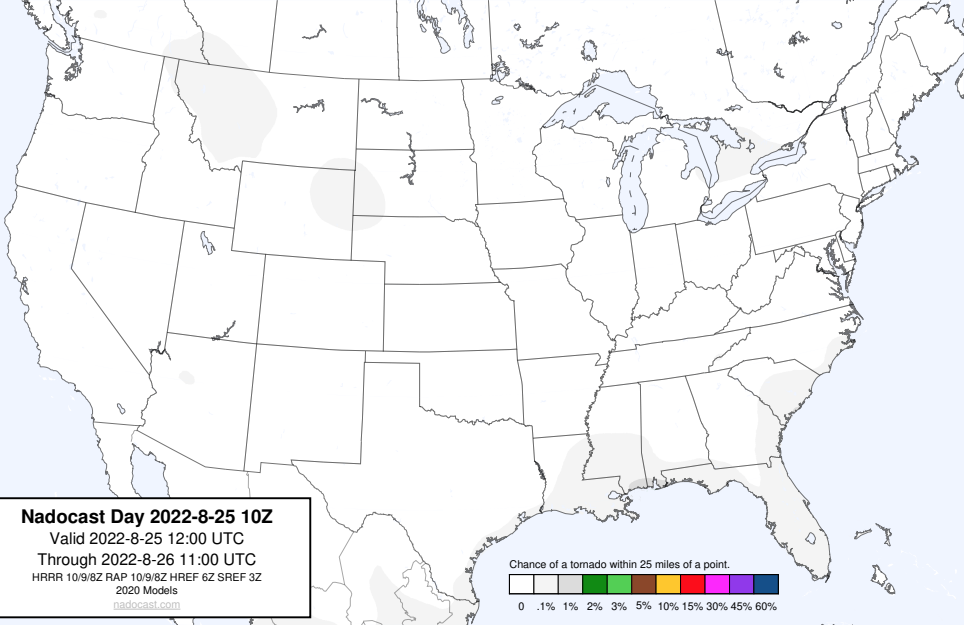 Nadocast Day 2022-8-25 10Z
Valid 2022-8-25 12:00 UTC
Through 2022-8-26 11:00 UTC
HRRR 10/9/8Z RAP 10/9/8Z HREF 6Z SREF 3Z
2020 Models
nadocast.com
Chance of a tornado within 25 miles of a point.
0 .1% 1% 2% 3% 5% 10% 15% 30% 45% 60%